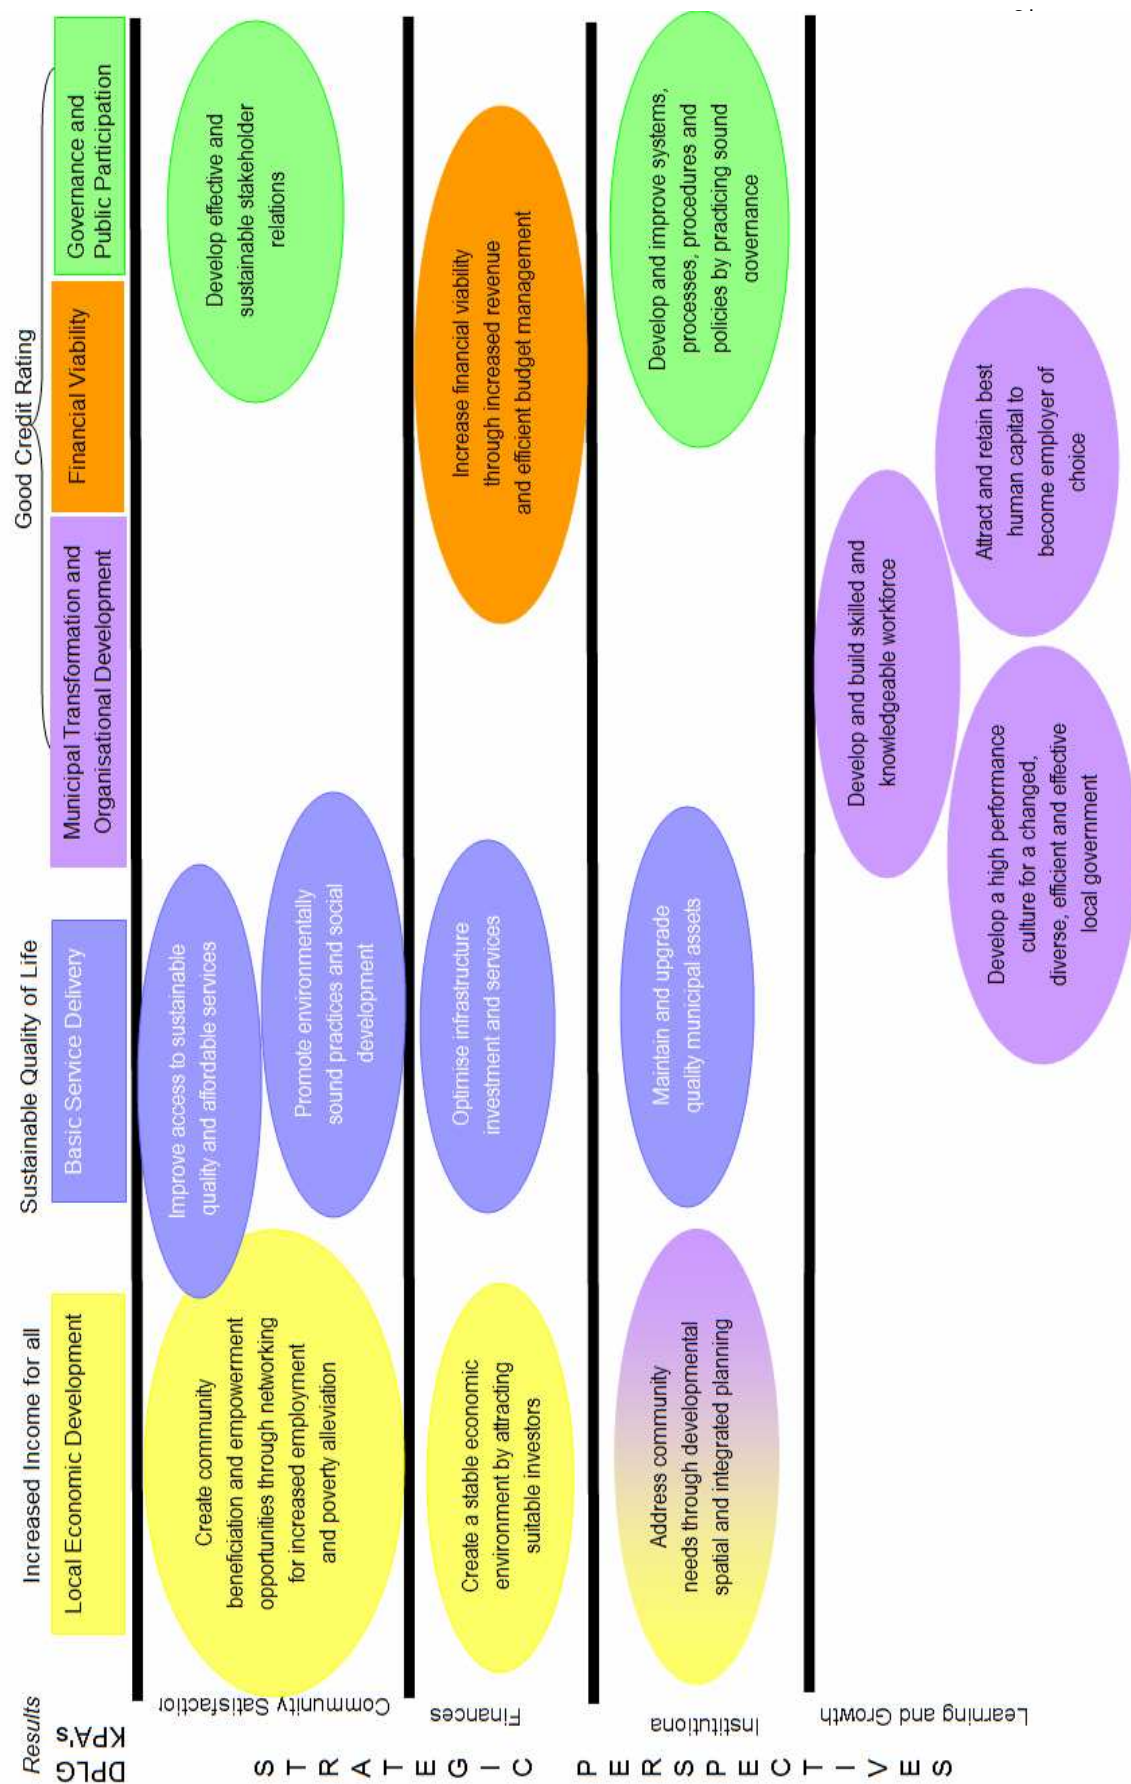 Results
Increased Income for all
Sustainable Quality of Life
Good Credit Rating
DPLG
KPA's
Local Economic Development
Basic Service Delivery
Municipal Transformation and
Organisational Development
Financial Viability
Governance and
Public Participation
STRATEGIC PERSPECTIVES
Community Satisfaction
Create community
beneficiation and empowerment
opportunities through networking
for increased employment
and poverty alleviation
Improve access to sustainable
quality and affordable services
Promote environmentally
sound practices and social
development
Develop effective and
sustainable stakeholder
relations
Finances
Create a stable economic
environment by attracting
suitable investors
Optimise infrastructure
investment and services
Increase financial viability
through increased revenue
and efficient budget management
Institutional
Address community
needs through developmental
spatial and integrated planning
Maintain and upgrade
quality municipal assets
Develop and improve systems,
processes, procedures and
policies by practicing sound
governance
Learning and Growth
Develop and build skilled and
knowledgeable workforce
Develop a high performance
culture for a changed,
diverse, efficient and effective
local government
Attract and retain best
human capital to
become employer of
choice